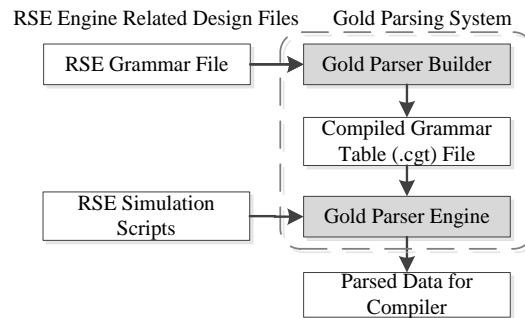 RSE Engine Related Design Files
Gold Parsing System
RSE Grammar File
Gold Parser Builder
Compiled Grammar
Table (.cgt) File
RSE Simulation
Scripts
Gold Parser Engine
Parsed Data for
Compiler